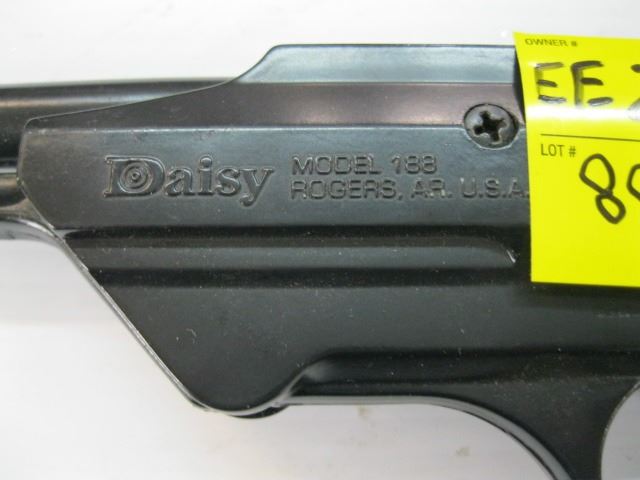 Daisy MODEL 188
ROGERS, AR. U.S.A.
OWNER #
EE
LOT #